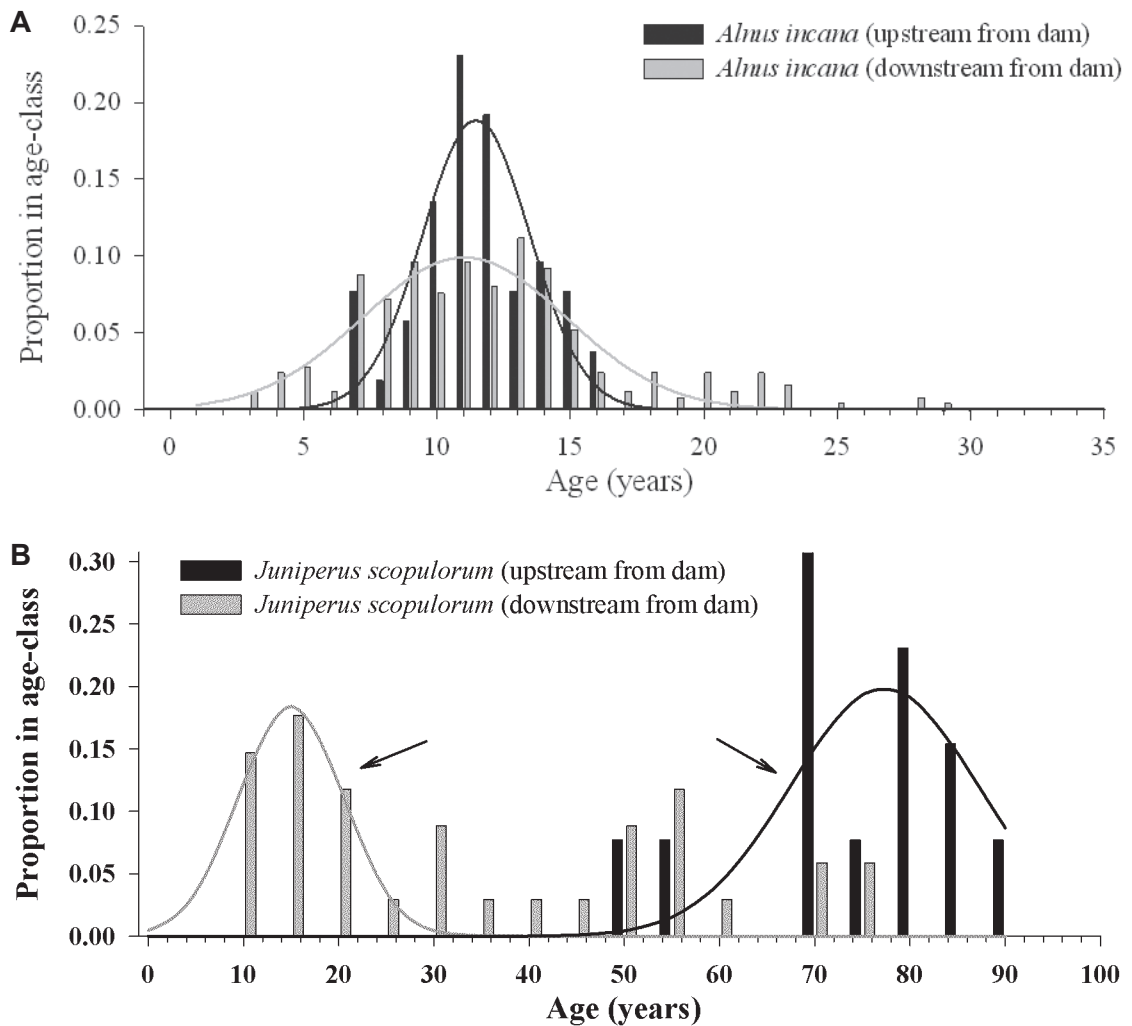 A
Alnus incana (upstream from dam)
Alnus incana (downstream from dam)
Proportion in age-class
0.25
0.20
0.15
0.10
0.05
0.00
0 5 10 15 20 25 30 35
Age (years)
B
Juniperus scopulorum (upstream from dam)
Juniperus scopulorum (downstream from dam)
Proportion in age-class
0.30
0.25
0.20
0.15
0.10
0.05
0.00
0 10 20 30 40 50 60 70 80 90 100
Age (years)